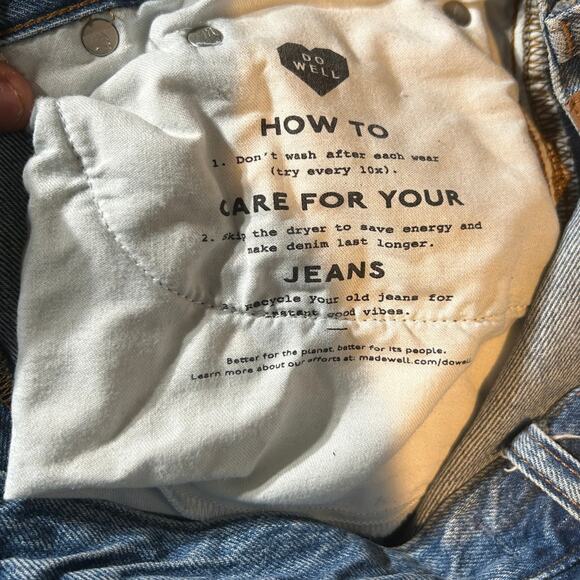 DO
WELL
HOW TO
1. Don't wash after each wear
(try every 10x).
CARE FOR YOUR
2. Skip the dryer to save energy and
make denim last longer.
JEANS
3. Recycle your old jeans for
instant good vibes.
Better for the planet, better for its people.
Learn more about our efforts at: madewell.com/dowell